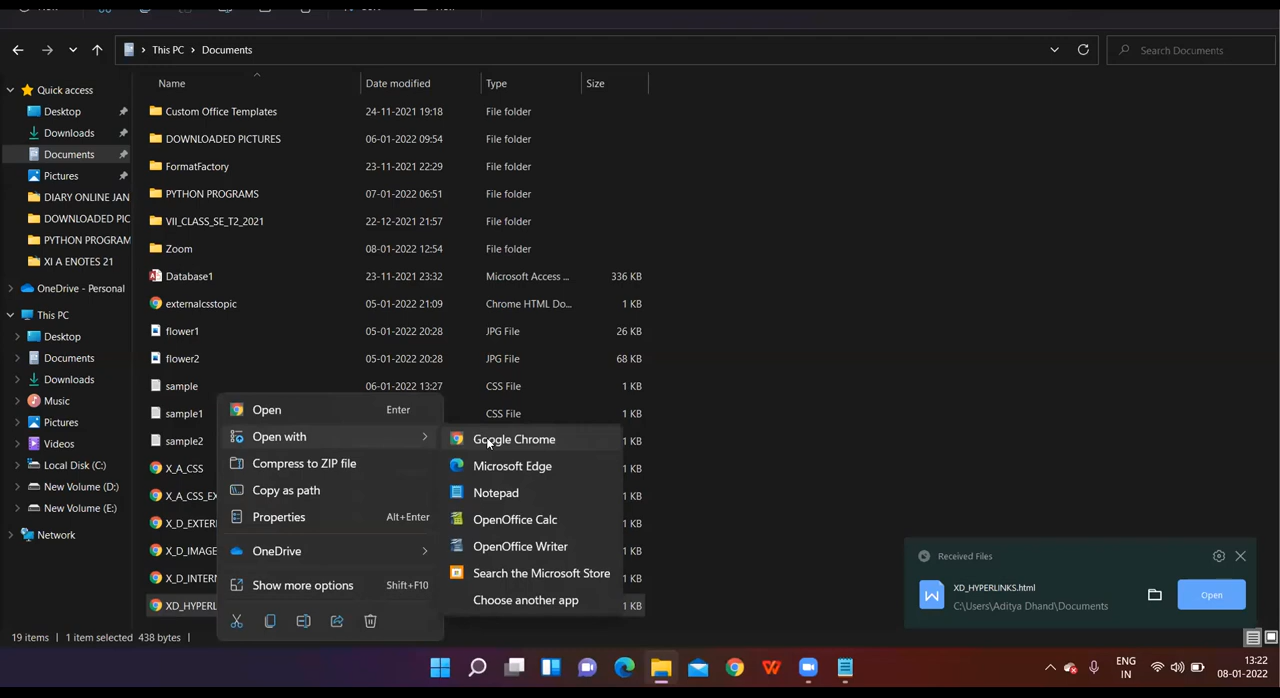 This PC > Documents
Search Documents
Name
Date modified
Type
Size
Quick access
Desktop
Downloads
Documents
Pictures
DIARY ONLINE JAN
DOWNLOADED PIC
PYTHON PROGRAM
XI A ENOTES 21
OneDrive - Personal
This PC
Desktop
Documents
Downloads
Music
Pictures
Videos
Local Disk (C:)
New Volume (D:)
New Volume (E:)
Network
Custom Office Templates 24-11-2021 19:18 File folder
DOWNLOADED PICTURES 06-01-2022 09:54 File folder
FormatFactory 23-11-2021 22:29 File folder
PYTHON PROGRAMS 07-01-2022 06:51 File folder
VII_CLASS_SE_T2_2021 22-12-2021 21:57 File folder
Zoom 08-01-2022 12:54 File folder
Database1 23-11-2021 23:32 Microsoft Access ... 336 KB
externalcsstopic 05-01-2022 21:09 Chrome HTML Do... 1 KB
flower1 05-01-2022 20:28 JPG File 26 KB
flower2 05-01-2022 20:28 JPG File 68 KB
sample 06-01-2022 13:27 CSS File 1 KB
sample1 CSS File 1 KB
sample2 1 KB
X_A_CSS 1 KB
X_A_CSS_EX 1 KB
X_D_EXTER 1 KB
X_D_IMAGE 1 KB
X_D_INTER 1 KB
XD_HYPERL 1 KB
Open Enter
Open with
Compress to ZIP file
Copy as path
Properties Alt+Enter
OneDrive
Show more options Shift+F10
Google Chrome
Microsoft Edge
Notepad
OpenOffice Calc
OpenOffice Writer
Search the Microsoft Store
Choose another app
Received Files
XD_HYPERLINKS.html
C:\Users\Aditya Dhand\Documents
Open
19 items 1 item selected 438 bytes
ENG
IN
13:22
08-01-2022